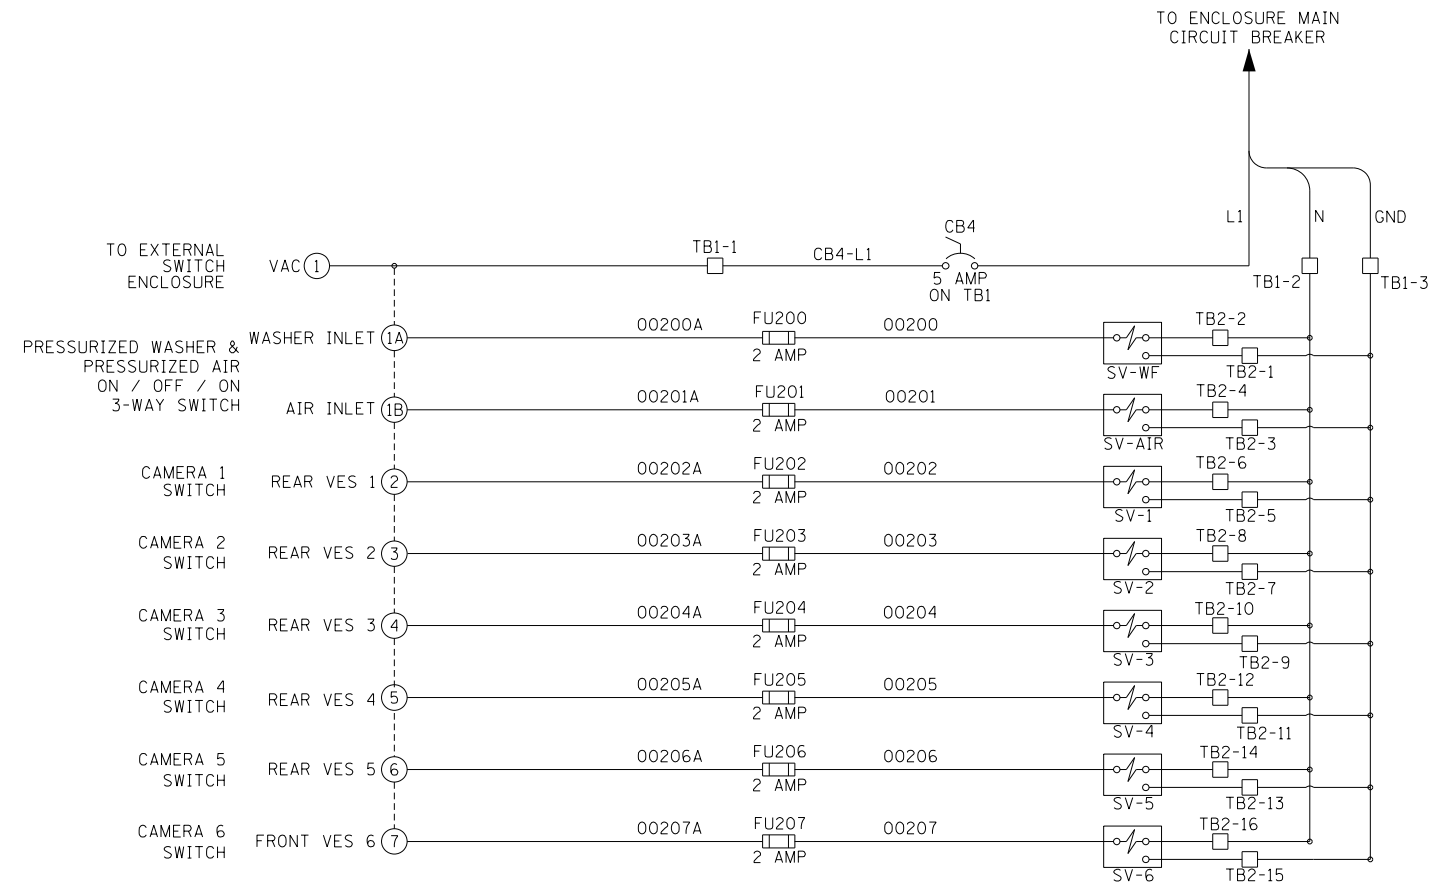 TO ENCLOSURE MAIN
CIRCUIT BREAKER
L1 N GND
TO EXTERNAL
SWITCH
ENCLOSURE
VAC 1
TB1-1
CB4-L1
CB4
5 AMP
ON TB1
TB1-2
TB1-3
PRESSURIZED WASHER &
PRESSURIZED AIR
ON / OFF / ON
3-WAY SWITCH
WASHER INLET 1A
00200A
FU200
2 AMP
00200
SV-WF
TB2-2
TB2-1
AIR INLET 1B
00201A
FU201
2 AMP
00201
SV-AIR
TB2-4
TB2-3
CAMERA 1
SWITCH
REAR VES 1 2
00202A
FU202
2 AMP
00202
SV-1
TB2-6
TB2-5
CAMERA 2
SWITCH
REAR VES 2 3
00203A
FU203
2 AMP
00203
SV-2
TB2-8
TB2-7
CAMERA 3
SWITCH
REAR VES 3 4
00204A
FU204
2 AMP
00204
SV-3
TB2-10
TB2-9
CAMERA 4
SWITCH
REAR VES 4 5
00205A
FU205
2 AMP
00205
SV-4
TB2-12
TB2-11
CAMERA 5
SWITCH
REAR VES 5 6
00206A
FU206
2 AMP
00206
SV-5
TB2-14
TB2-13
CAMERA 6
SWITCH
FRONT VES 6 7
00207A
FU207
2 AMP
00207
SV-6
TB2-16
TB2-15